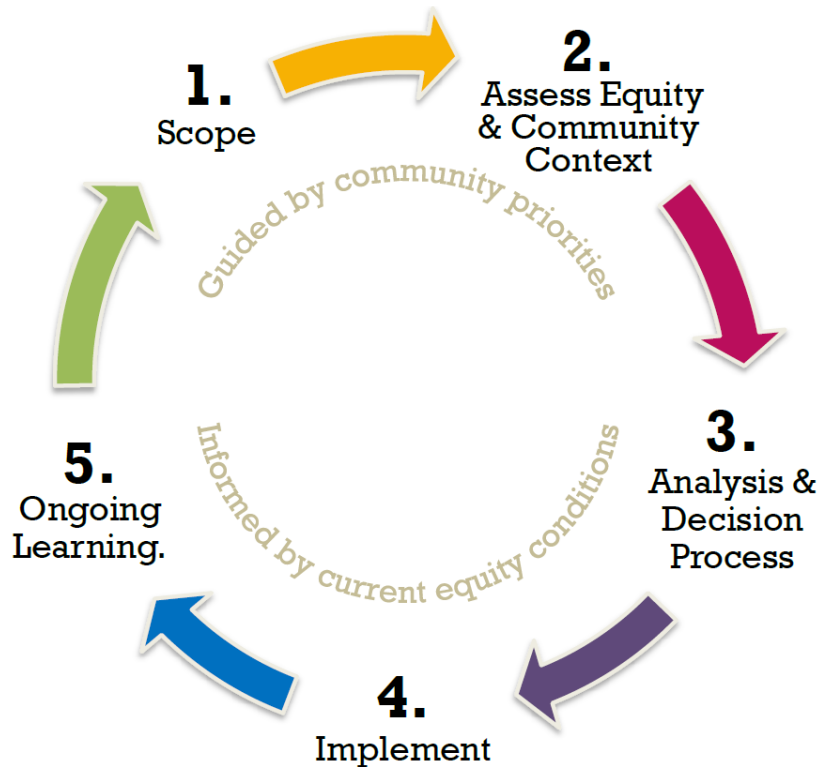 1.
Scope
2.
Assess Equity
& Community
Context
Guided by community priorities
3.
Analysis &
Decision
Process
4.
Implement
5.
Ongoing
Learning.
Informed by current equity conditions